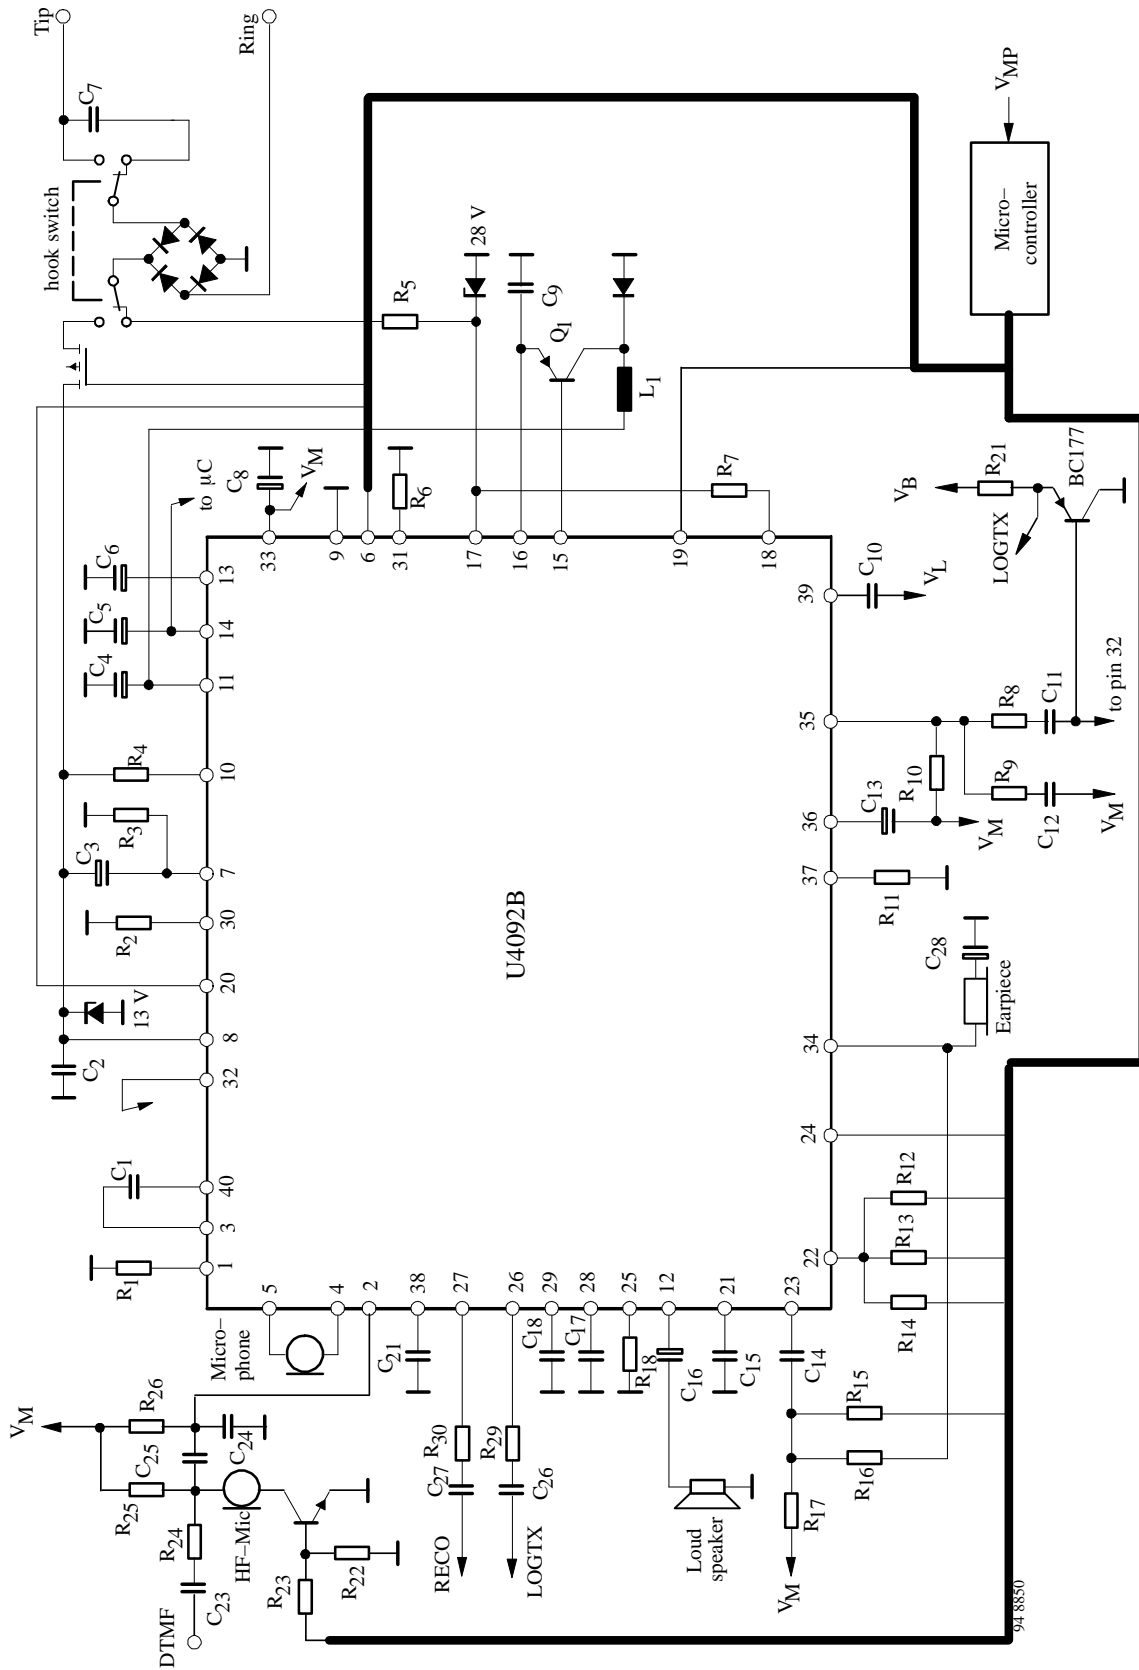 Tip
Ring
C7
hook switch
R5
28 V
C9
Q1
L1
VMP
Micro–
controller
to µC
C8
VM
R6
R7
C6
C5
C4
R4
R3
C3
R2
13 V
C2
C1
R1
13
14
11
10
7
30
20
8
32
40
3
1
33
9
6
31
17
16
15
19
18
U4092B
39
35
36
37
34
24
22
5
4
2
38
27
26
29
28
25
12
21
23
C10
VL
VB
R21
BC177
LOGTX
R8
C11
to pin 32
R9
C12
VM
R10
C13
VM
R11
C28
Earpiece
R12
R13
R14
Micro–
phone
C21
C18
C17
R18
C16
C15
C14
R15
R16
R17
VM
Loud
speaker
R30
C27
RECO
R29
C26
LOGTX
VM
R26
C25
C24
R25
R24
HF–Mic
C23
DTMF
R23
R22
94 8850